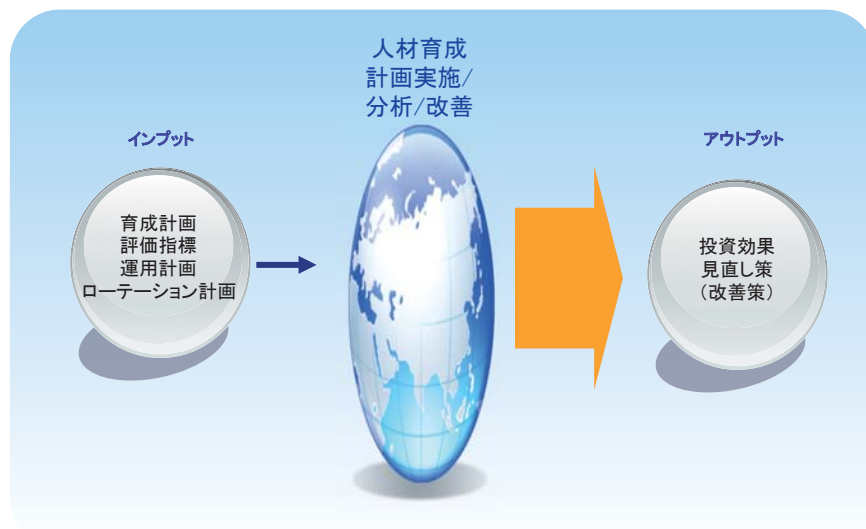 人材育成
計画実施/
分析/改善
インプット
アウトプット
育成計画
評価指標
運用計画
ローテーション計画
投資効果
見直し策
(改善策)